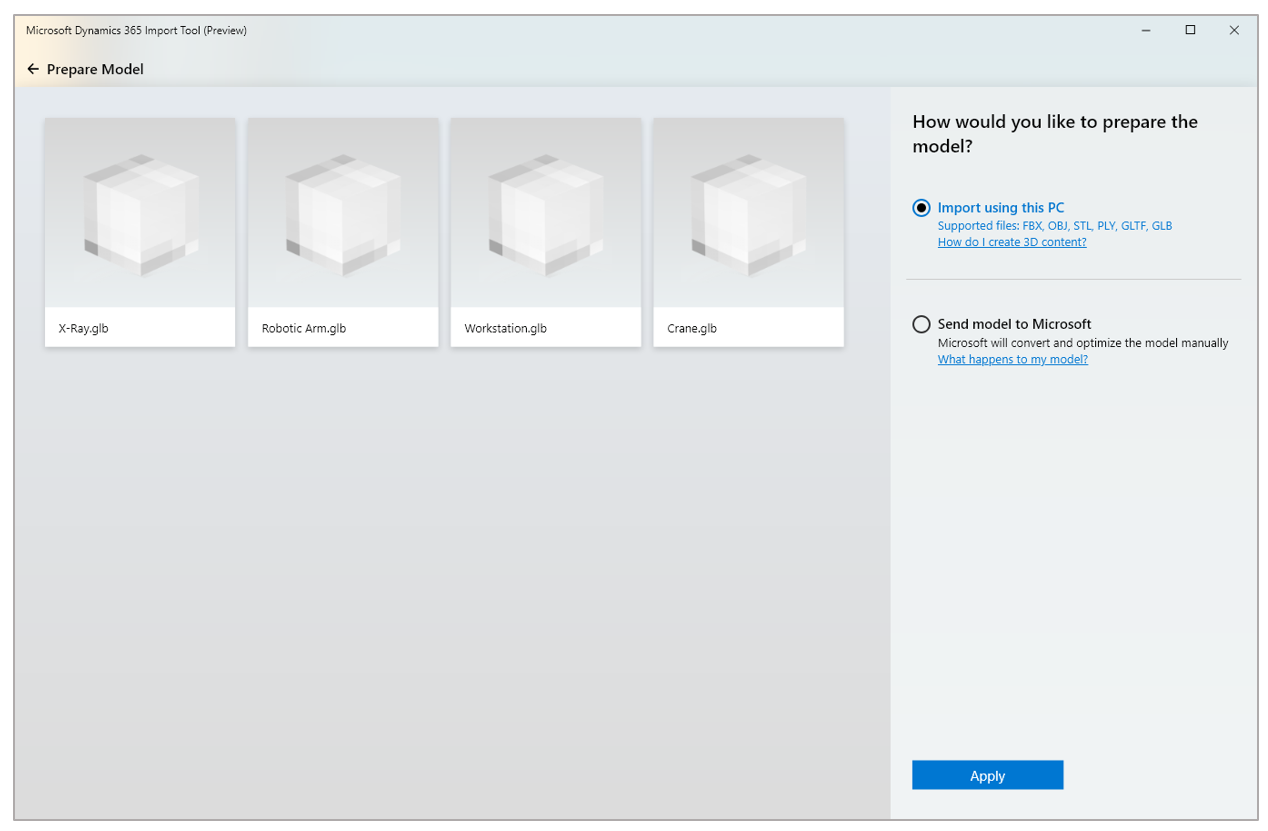 Microsoft Dynamics 365 Import Tool (Preview)
Prepare Model
X-Ray.glb
Robotic Arm.glb
Workstation.glb
Crane.glb
How would you like to prepare the
model?
Import using this PC
Supported files: FBX, OBJ, STL, PLY, GLTF, GLB
How do I create 3D content?
Send model to Microsoft
Microsoft will convert and optimize the model manually
What happens to my model?
Apply